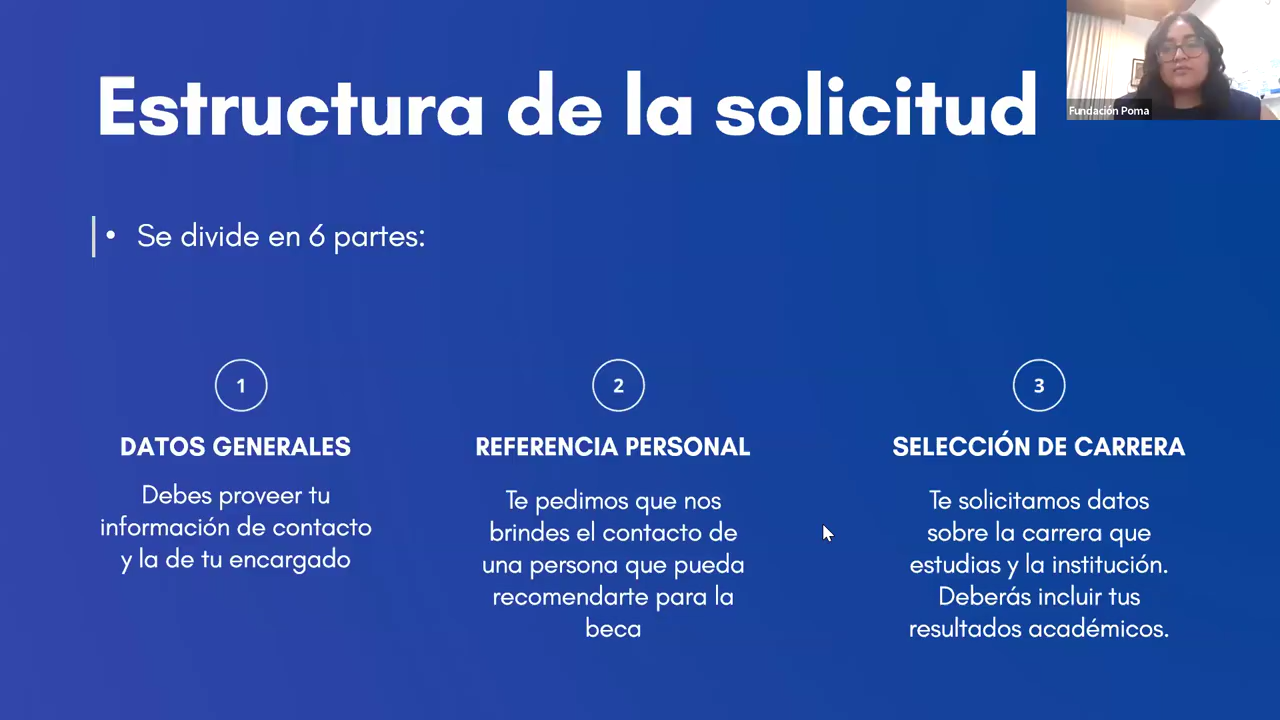 Estructura de la solicitud
Fundación Poma
• Se divide en 6 partes:
1
DATOS GENERALES
Debes proveer tu
información de contacto
y la de tu encargado
2
REFERENCIA PERSONAL
Te pedimos que nos
brindes el contacto de
una persona que pueda
recomendarte para la
beca
3
SELECCIÓN DE CARRERA
Te solicitamos datos
sobre la carrera que
estudias y la institución.
Deberás incluir tus
resultados académicos.